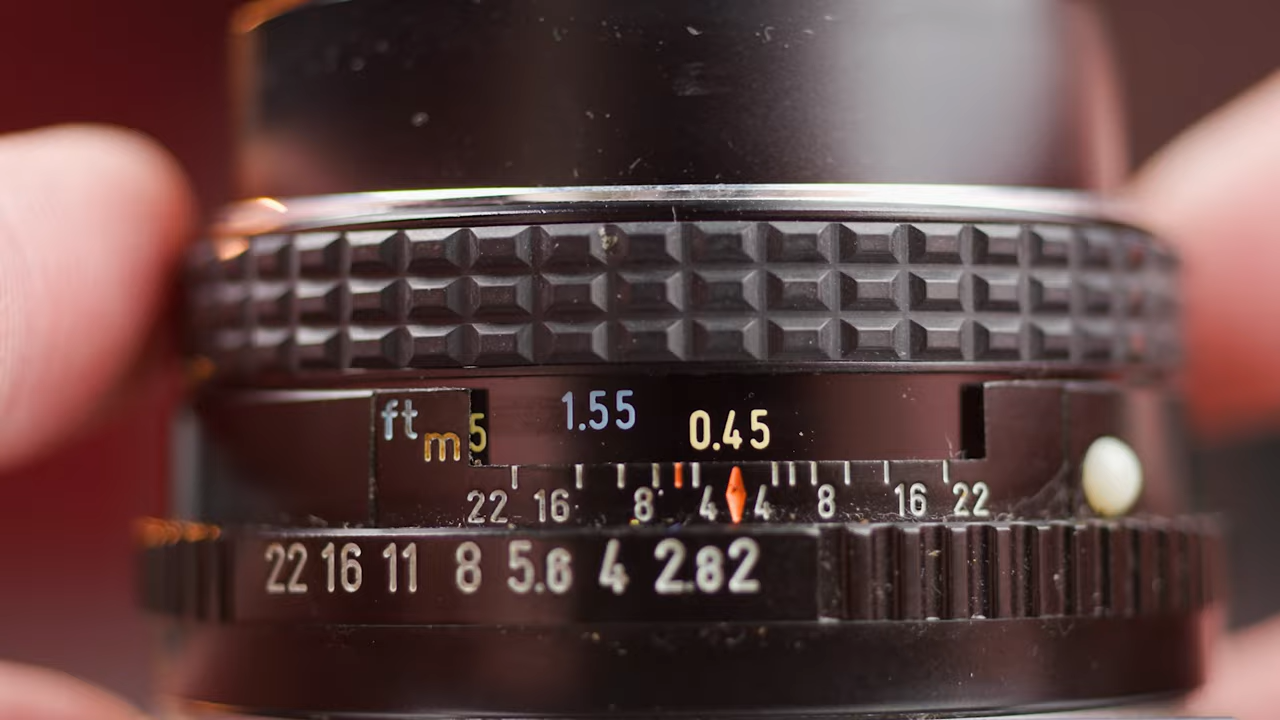 ft 1.55
m 5 0.45
22 16 8 4 4 8 16 22
22 16 11 8 5.6 4 2.8 2